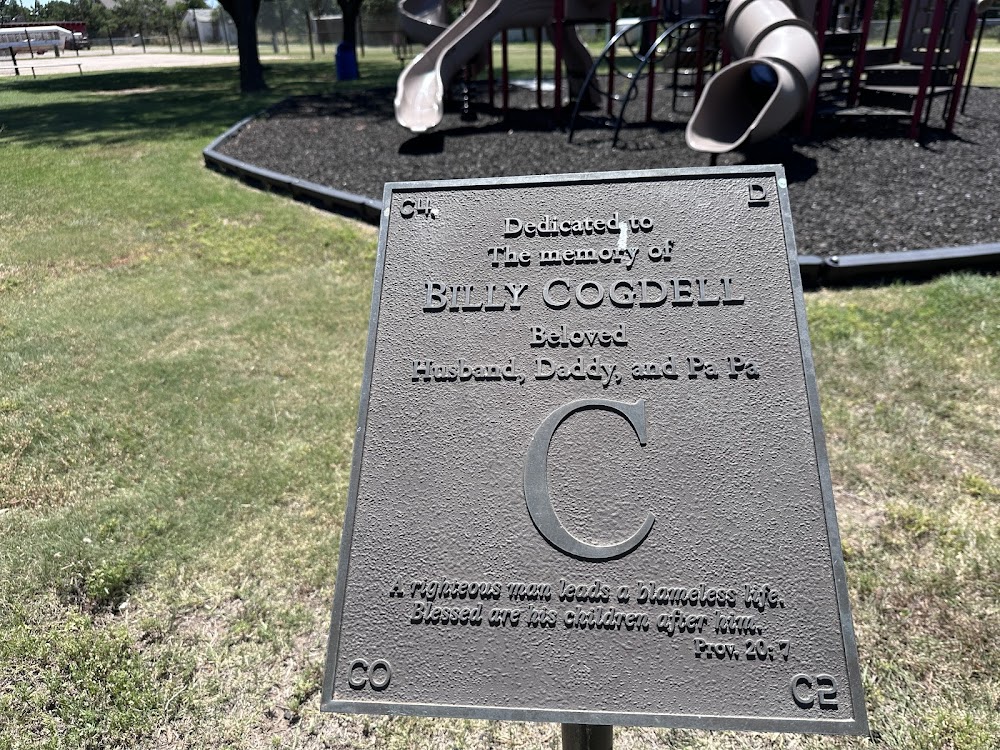 C4 D
Dedicated to
The memory of
BILLY COGDELL
Beloved
Husband, Daddy, and Pa Pa
C
A righteous man leads a blameless life.
Blessed are his children after him.
Prov. 20:7
CO C2